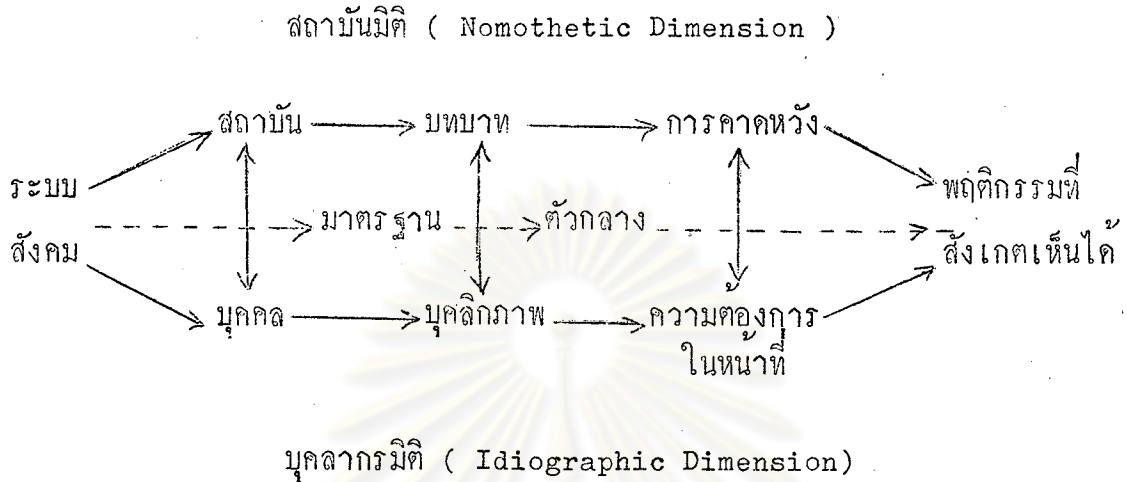 สถาบันมิติ ( Nomothetic Dimension )
สถาบัน บทบาท การคาดหวัง
ระบบ พฤติกรรมที่
มาตรฐาน ตัวกลาง
สังคม สังเกตเห็นได้
บุคคล บุคลิกภาพ ความต้องการ
ในหน้าที่
บุคลากรมิติ ( Idiographic Dimension)